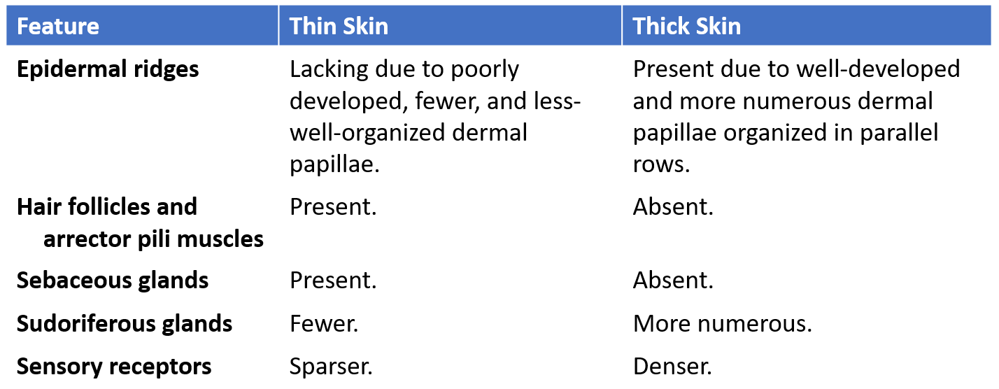 Feature Thin Skin Thick Skin
Epidermal ridges Lacking due to poorly Present due to well-developed
developed, fewer, and less- and more numerous dermal
well-organized dermal papillae organized in parallel
papillae. rows.
Hair follicles and Present. Absent.
arrector pili muscles
Sebaceous glands Present. Absent.
Sudoriferous glands Fewer. More numerous.
Sensory receptors Sparser. Denser.